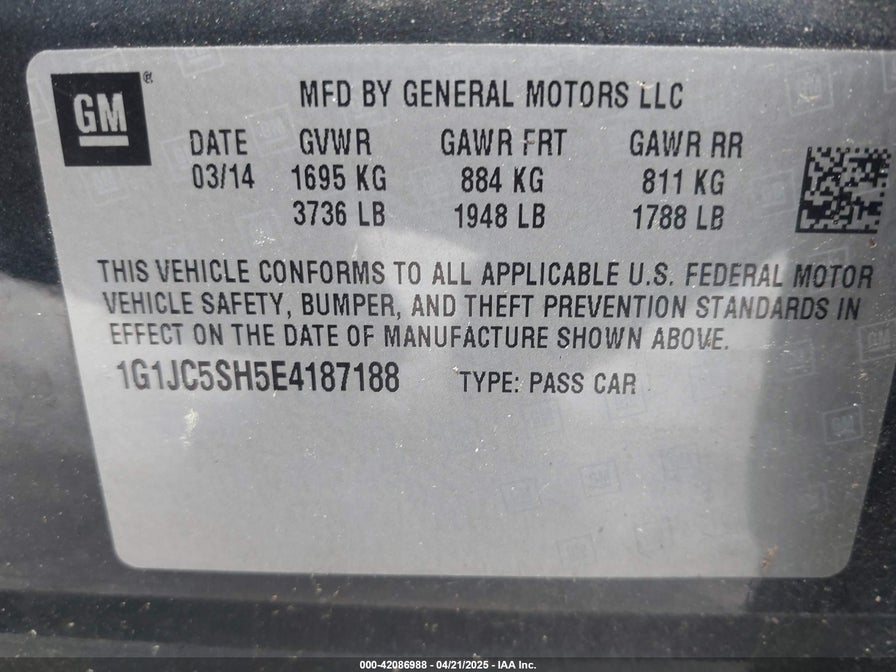 GM
MFD BY GENERAL MOTORS LLC
DATE GVWR GAWR FRT GAWR RR
03/14 1695 KG 884 KG 811 KG
3736 LB 1948 LB 1788 LB
THIS VEHICLE CONFORMS TO ALL APPLICABLE U.S. FEDERAL MOTOR
VEHICLE SAFETY, BUMPER, AND THEFT PREVENTION STANDARDS IN
EFFECT ON THE DATE OF MANUFACTURE SHOWN ABOVE.
1G1JC5SH5E4187188 TYPE: PASS CAR
000-42086988 - 04/21/2025 - IAA Inc.